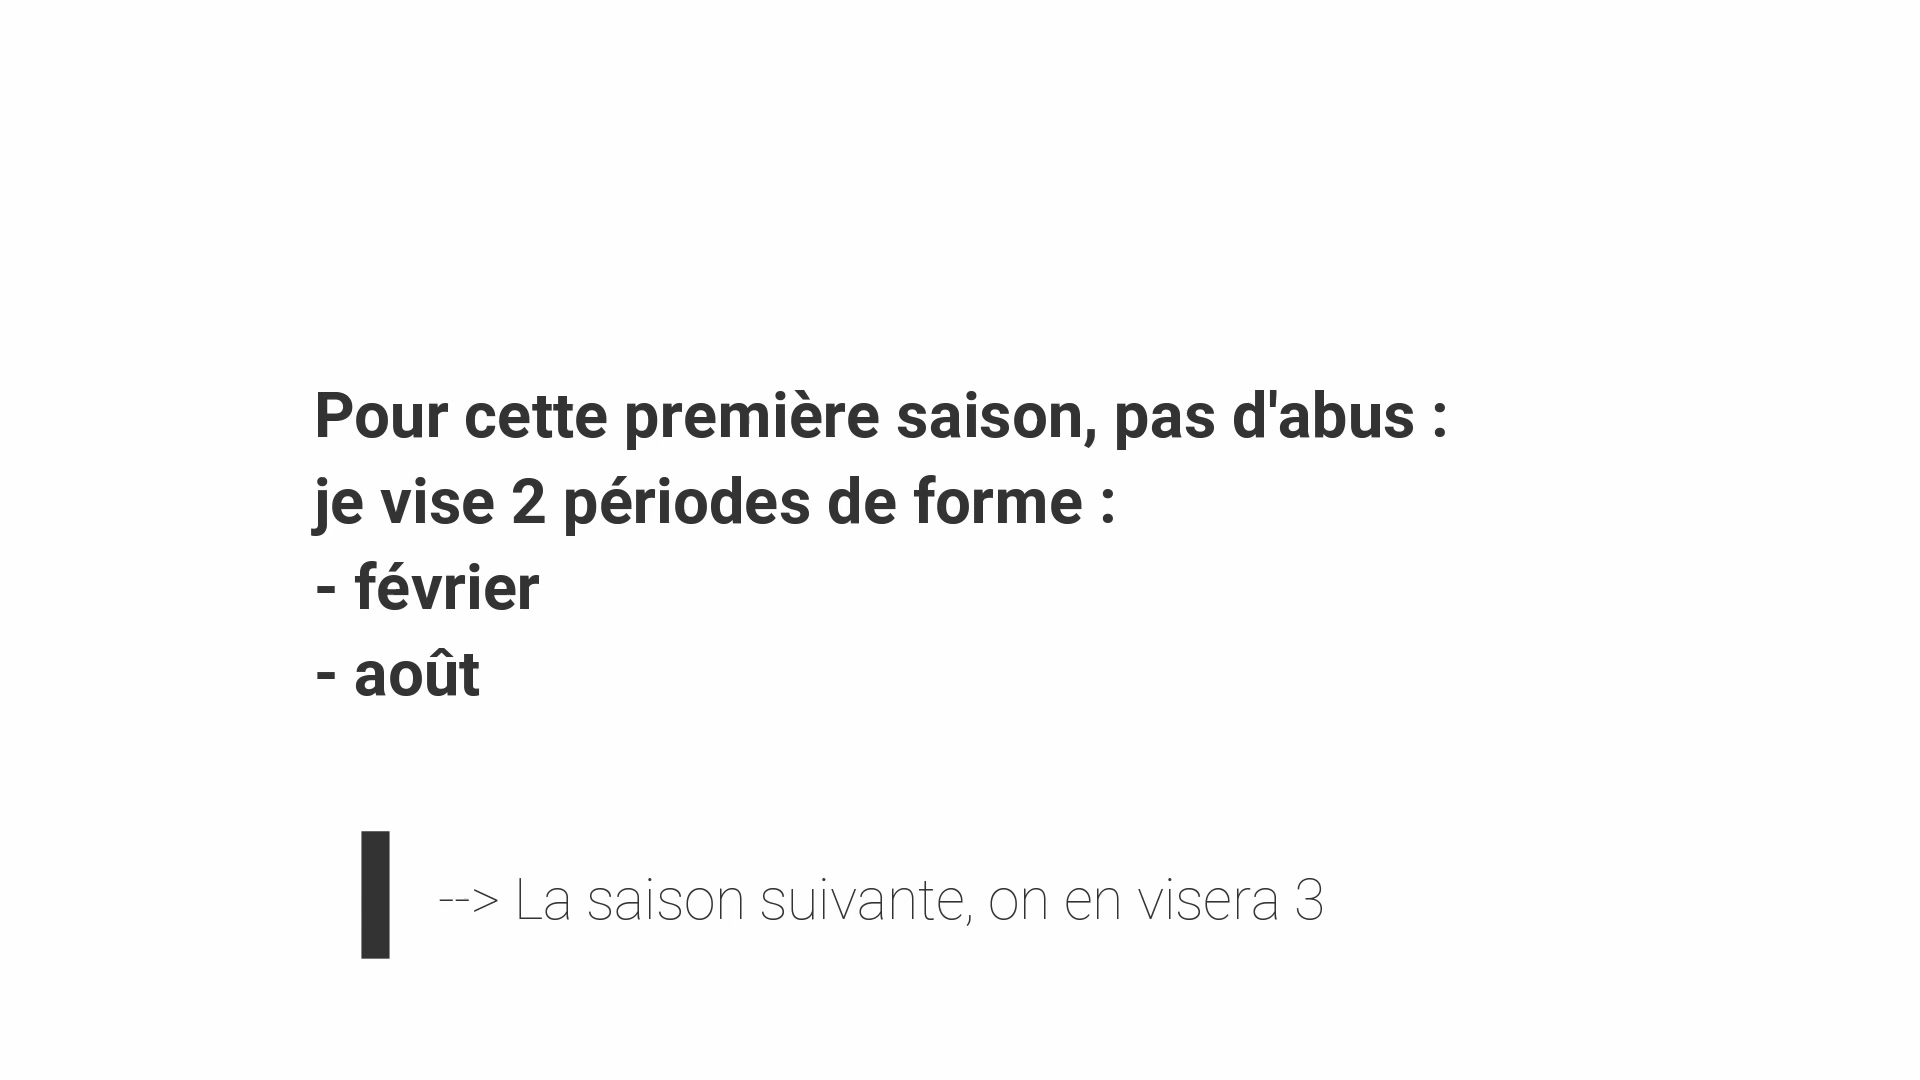 Pour cette première saison, pas d'abus :
je vise 2 périodes de forme :
- février
- août
--> La saison suivante, on en visera 3